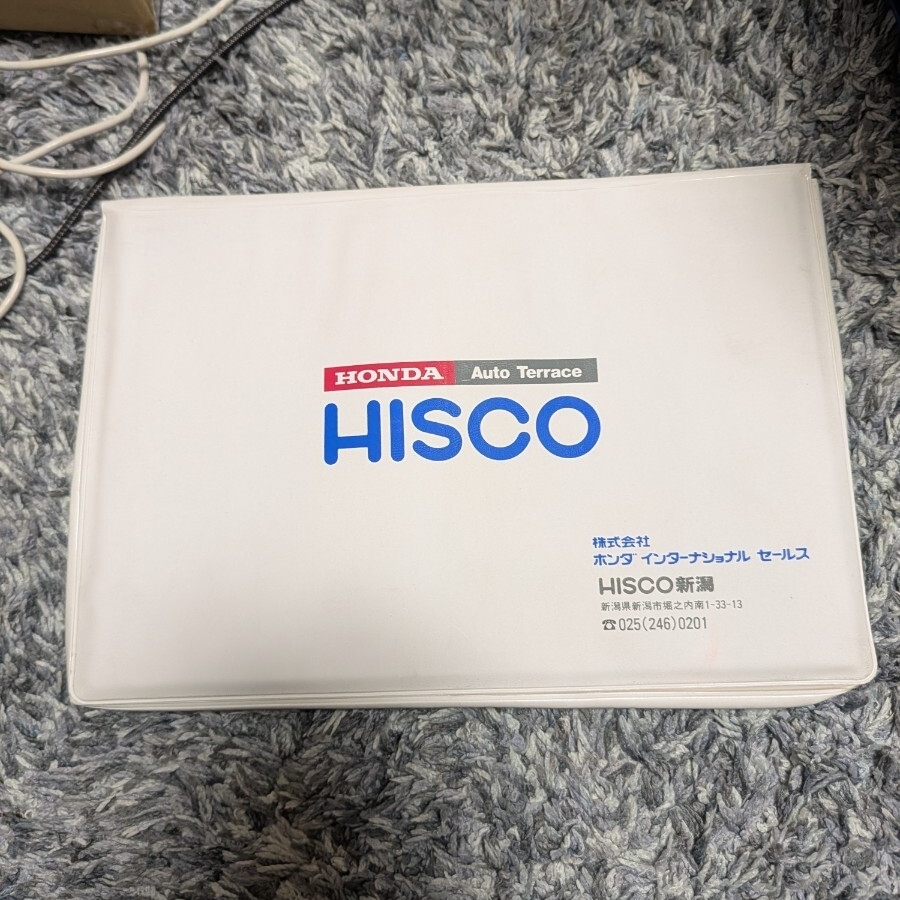 HONDA Auto Terrace
HISCO
株式会社
ホンダ インターナショナル セールス
HISCO新潟
新潟県新潟市堀之内南1-33-13
☎025(246)0201